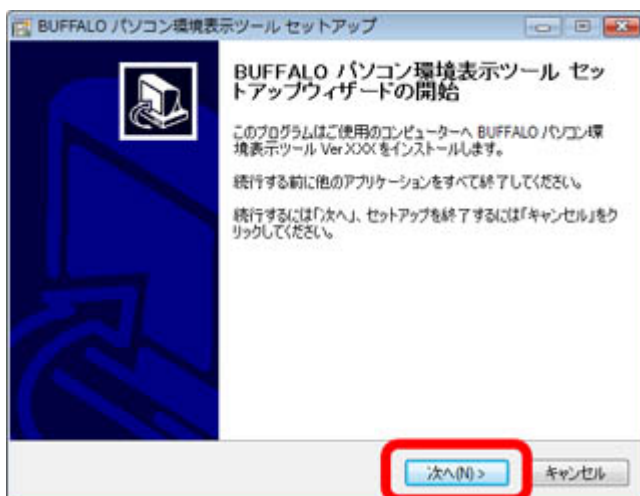 BUFFALO パソコン環境表示ツール セットアップ
BUFFALO パソコン環境表示ツール セッ
トアップウィザードの開始
このプログラムはご使用のコンピューターへ BUFFALO パソコン環
境表示ツール Ver.XXX をインストールします。
続行する前に他のアプリケーションをすべて終了してください。
続行するには「次へ」、セットアップを終了するには「キャンセル」をク
リックしてください。
次へ(N) >
キャンセル